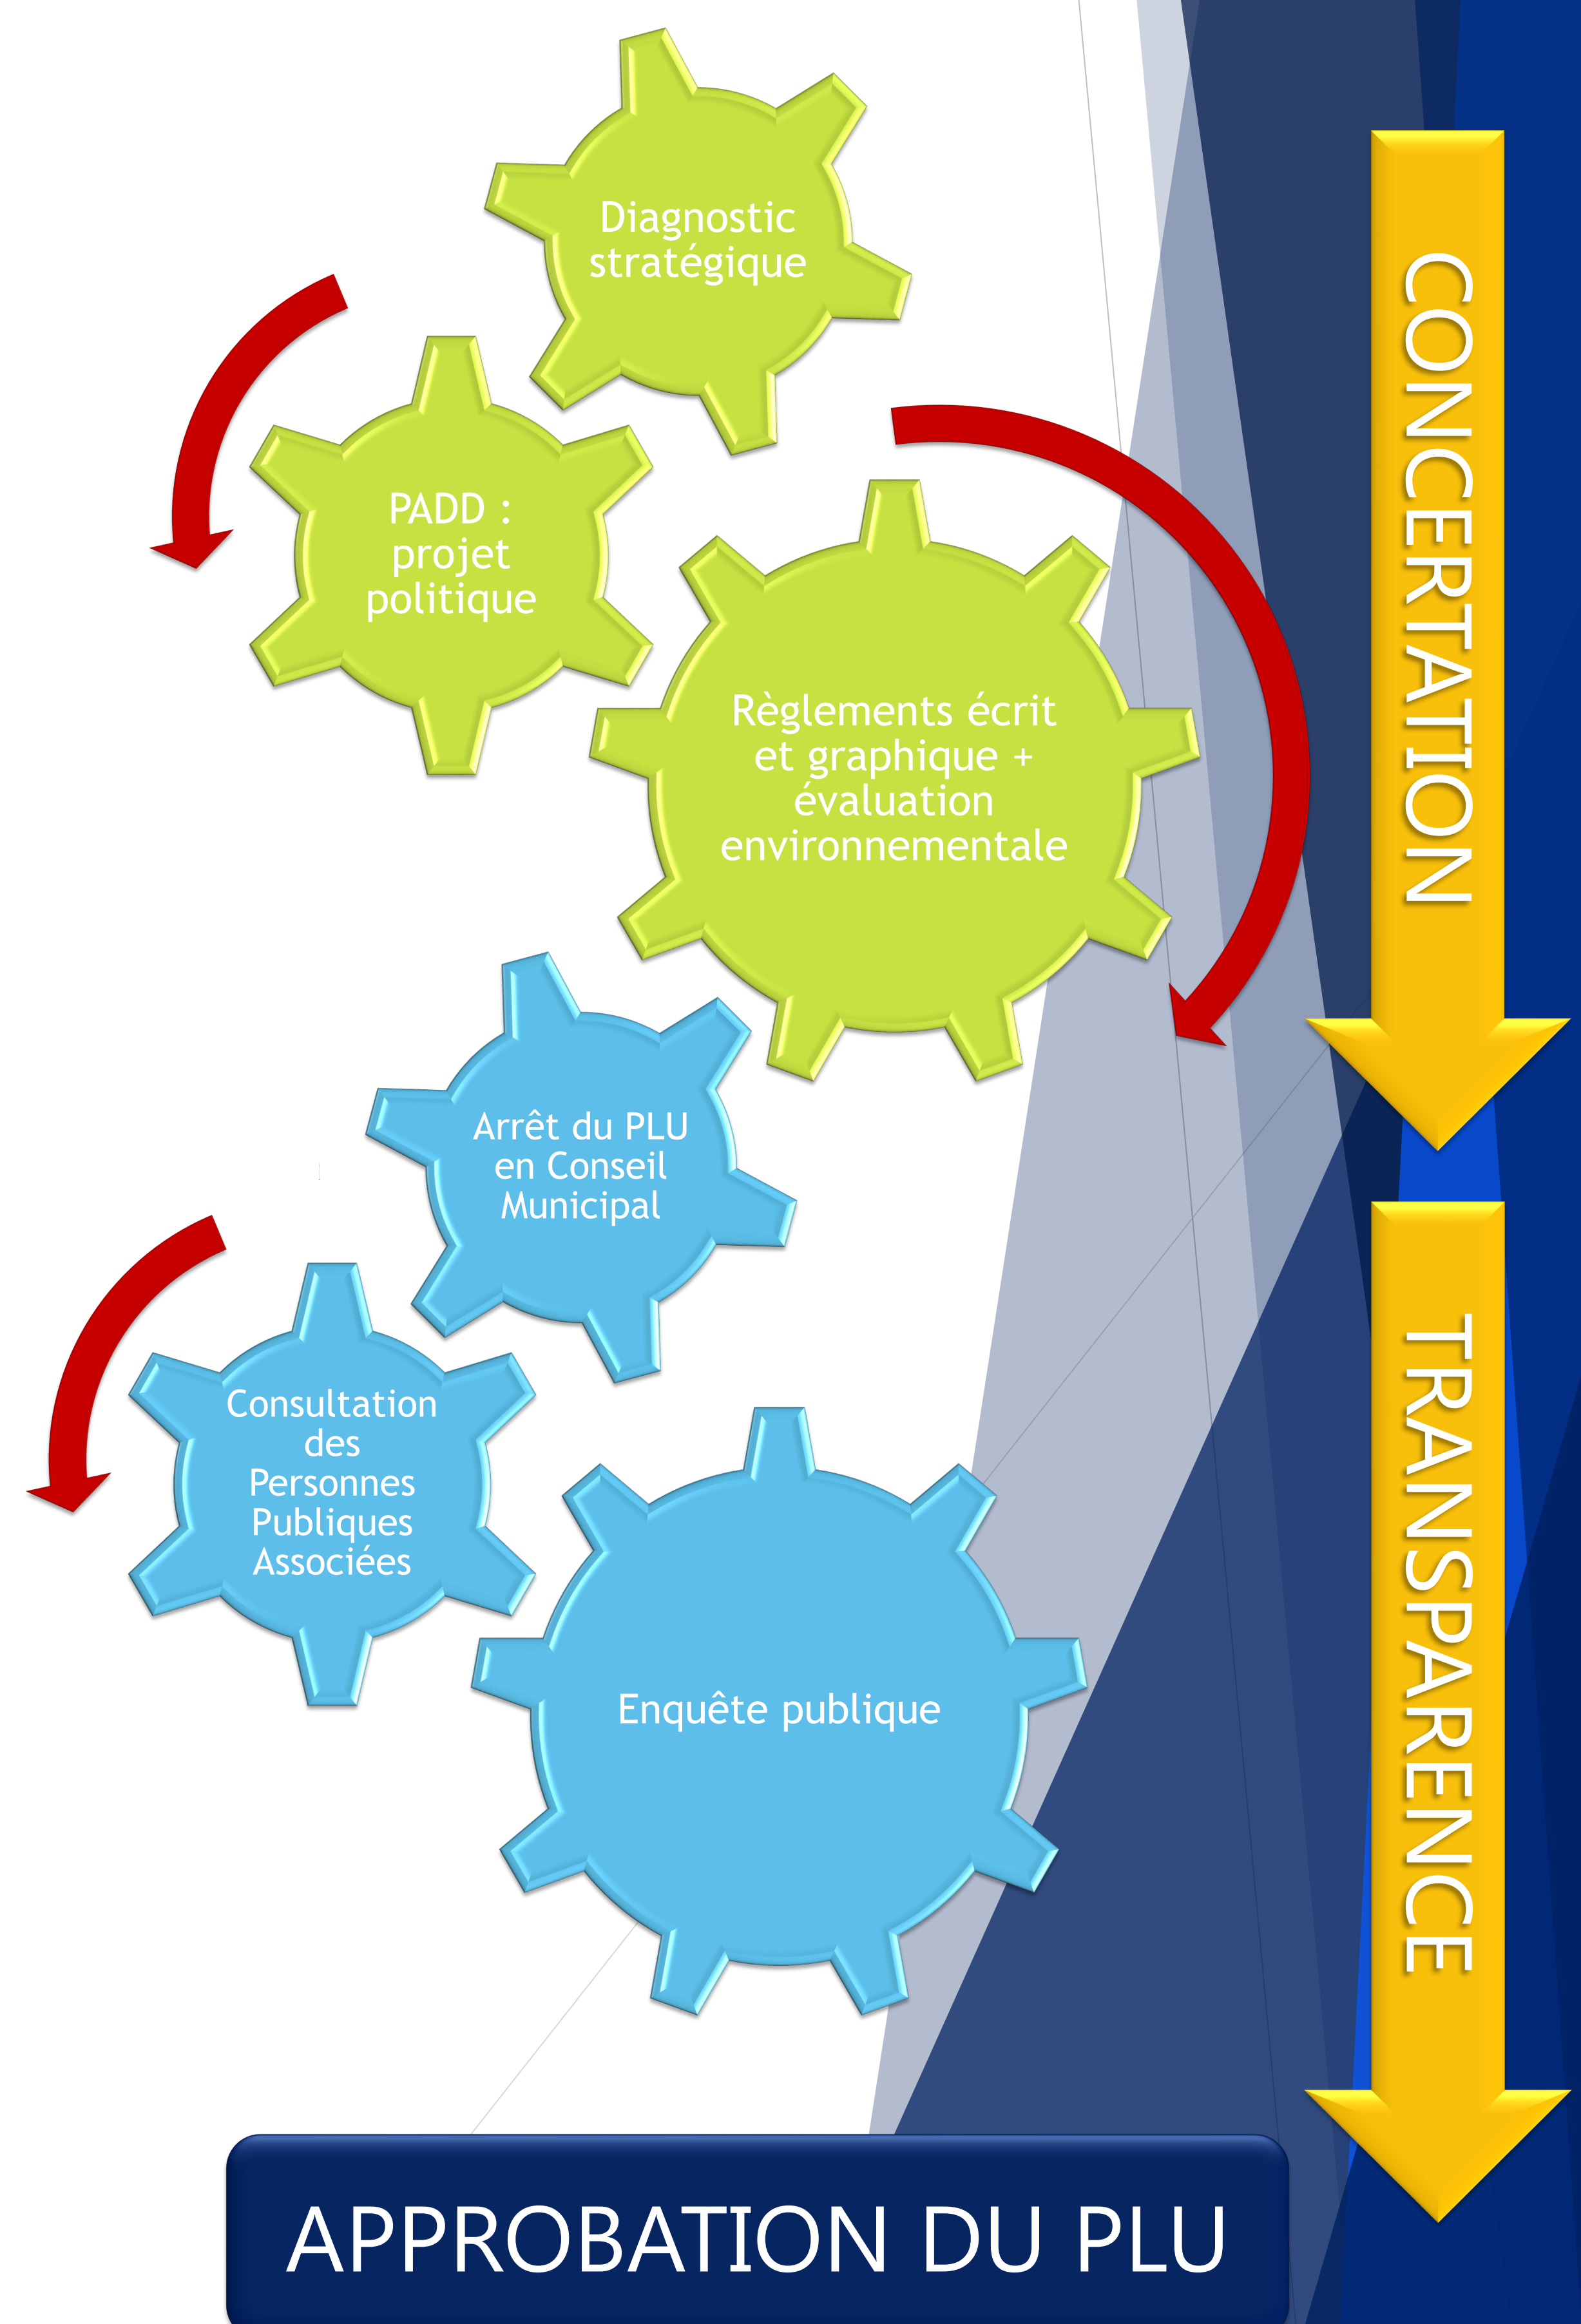 Diagnostic
stratégique
PADD :
projet
politique
Règlements écrit
et graphique +
évaluation
environnementale
CONCERTATION
Arrêt du PLU
en Conseil
Municipal
Consultation
des
Personnes
Publiques
Associées
Enquête publique
TRANSPARENCE
APPROBATION DU PLU